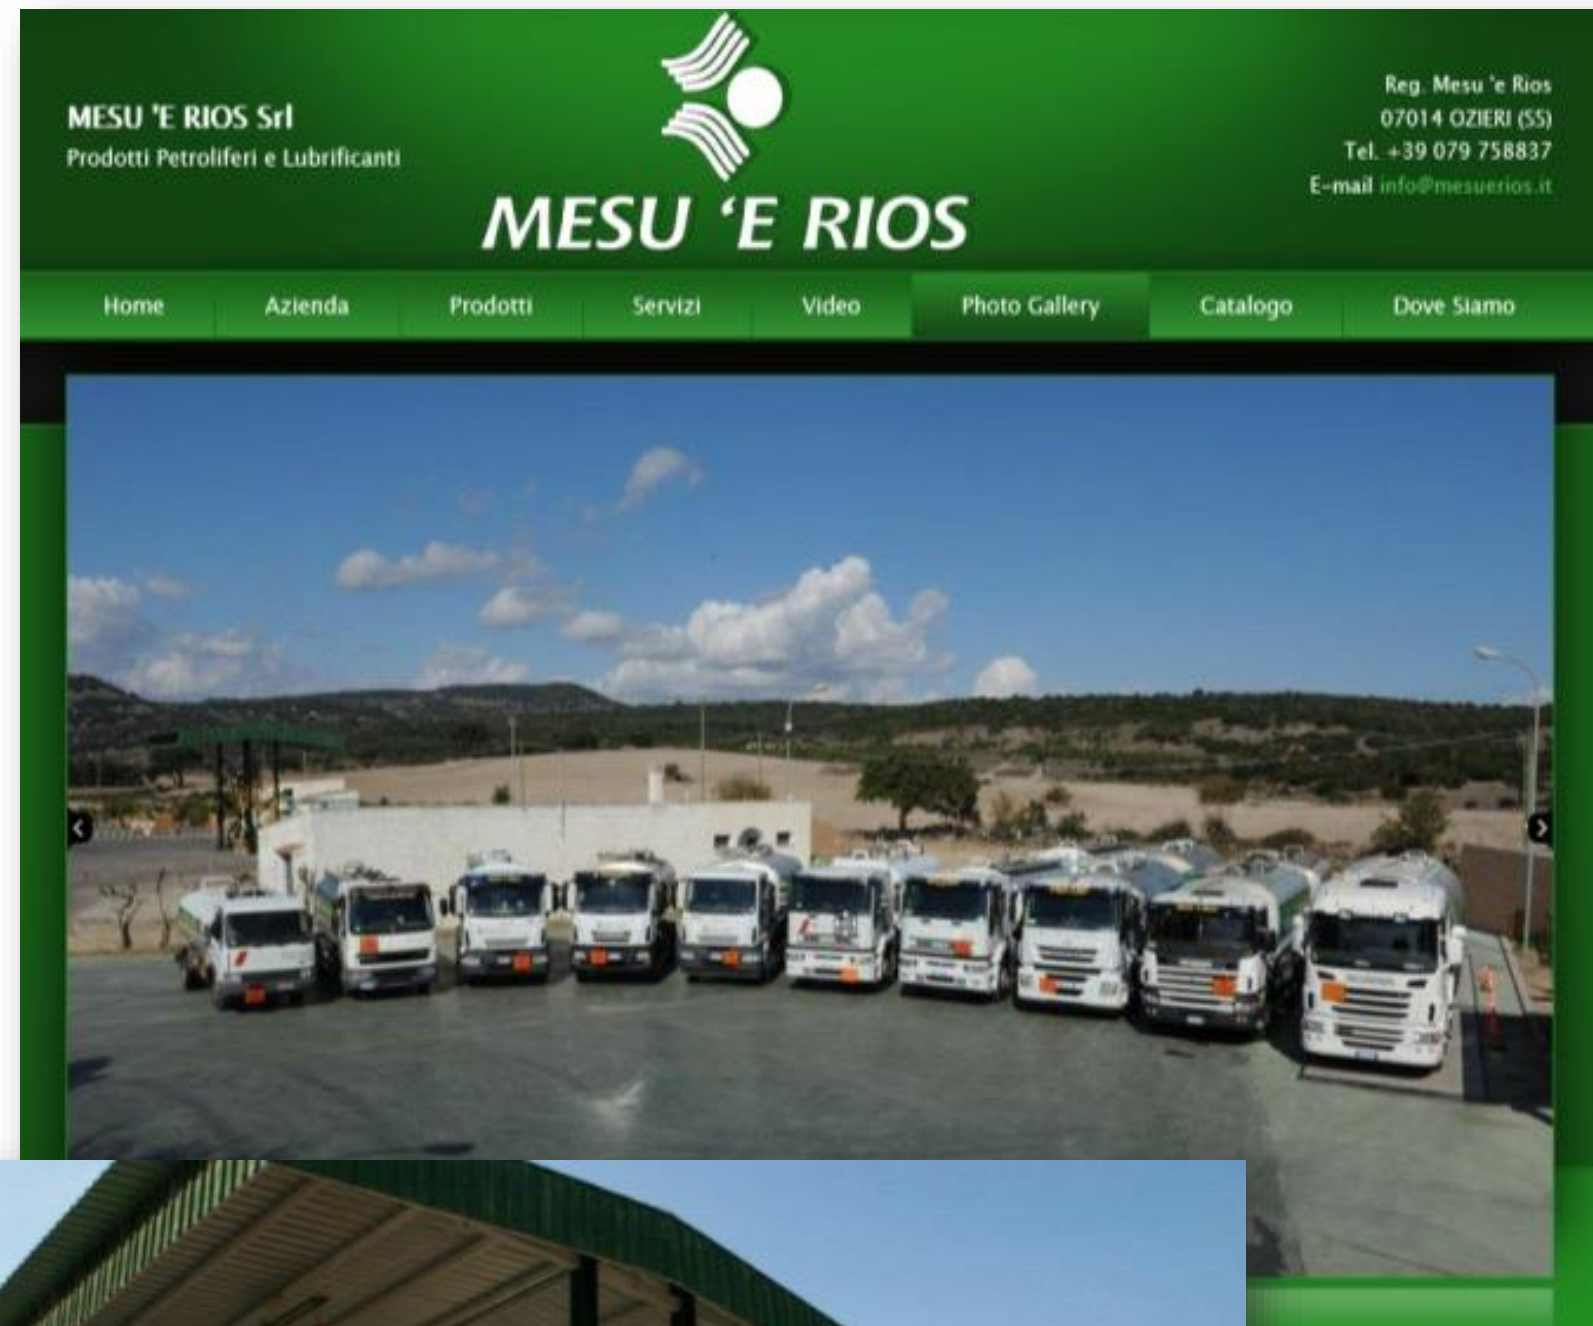 MESU 'E RIOS Srl
Prodotti Petroliferi e Lubrificanti
MESU ‘E RIOS
Reg. Mesu 'e Rios
07014 OZIERI (SS)
Tel. +39 079 758837
E-mail info@mesuerios.it
Home Azienda Prodotti Servizi Video Photo Gallery Catalogo Dove Siamo